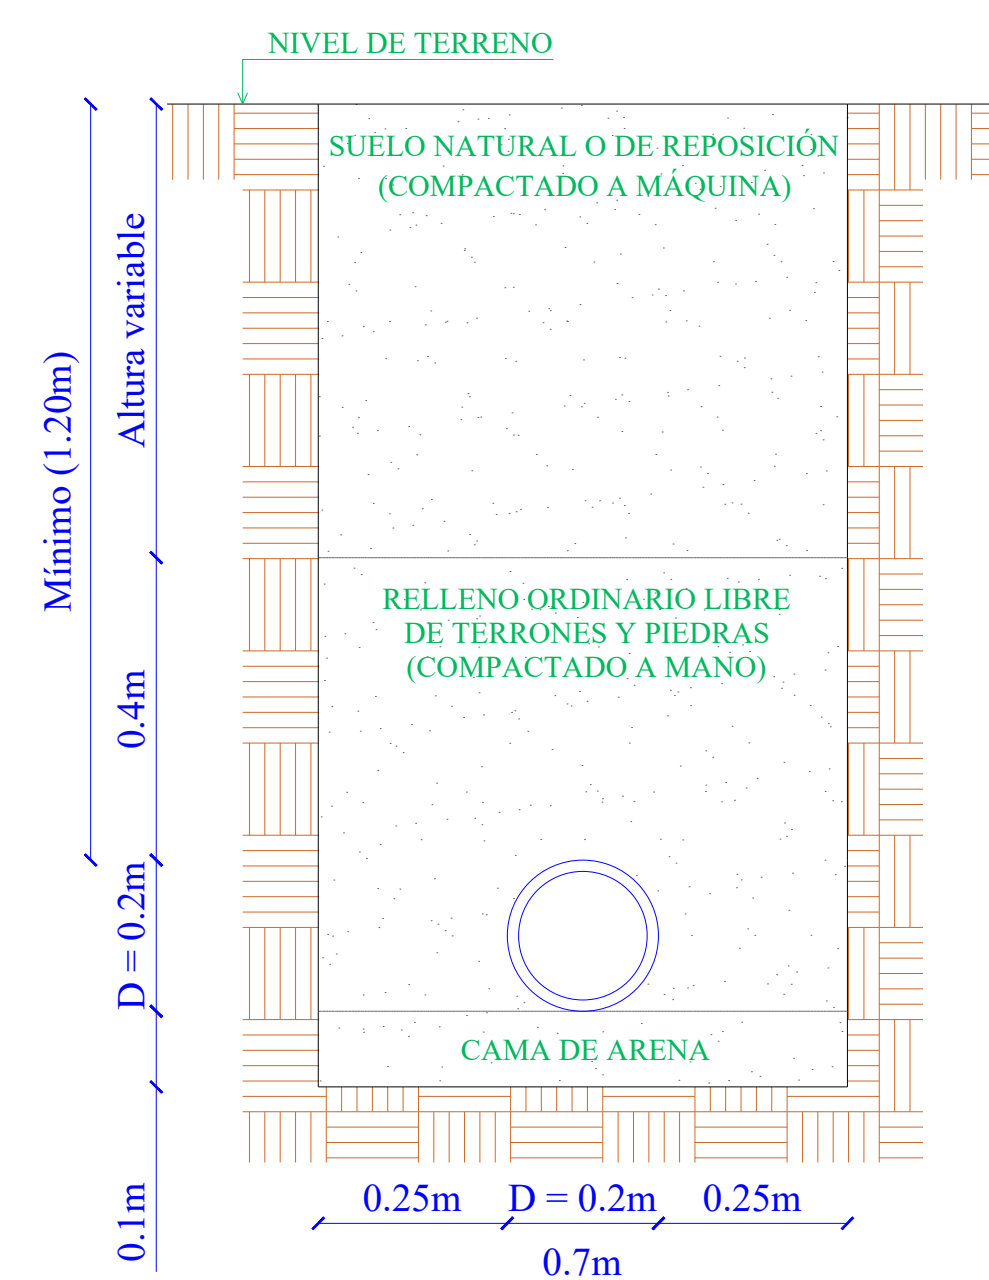 NIVEL DE TERRENO
SUELO NATURAL O DE REPOSICIÓN
(COMPACTADO A MÁQUINA)
Altura variable
Mínimo (1.20m)
RELLENO ORDINARIO LIBRE
DE TERRONES Y PIEDRAS
(COMPACTADO A MANO)
0.4m
D = 0.2m
CAMA DE ARENA
0.1m
0.25m
D = 0.2m
0.25m
0.7m